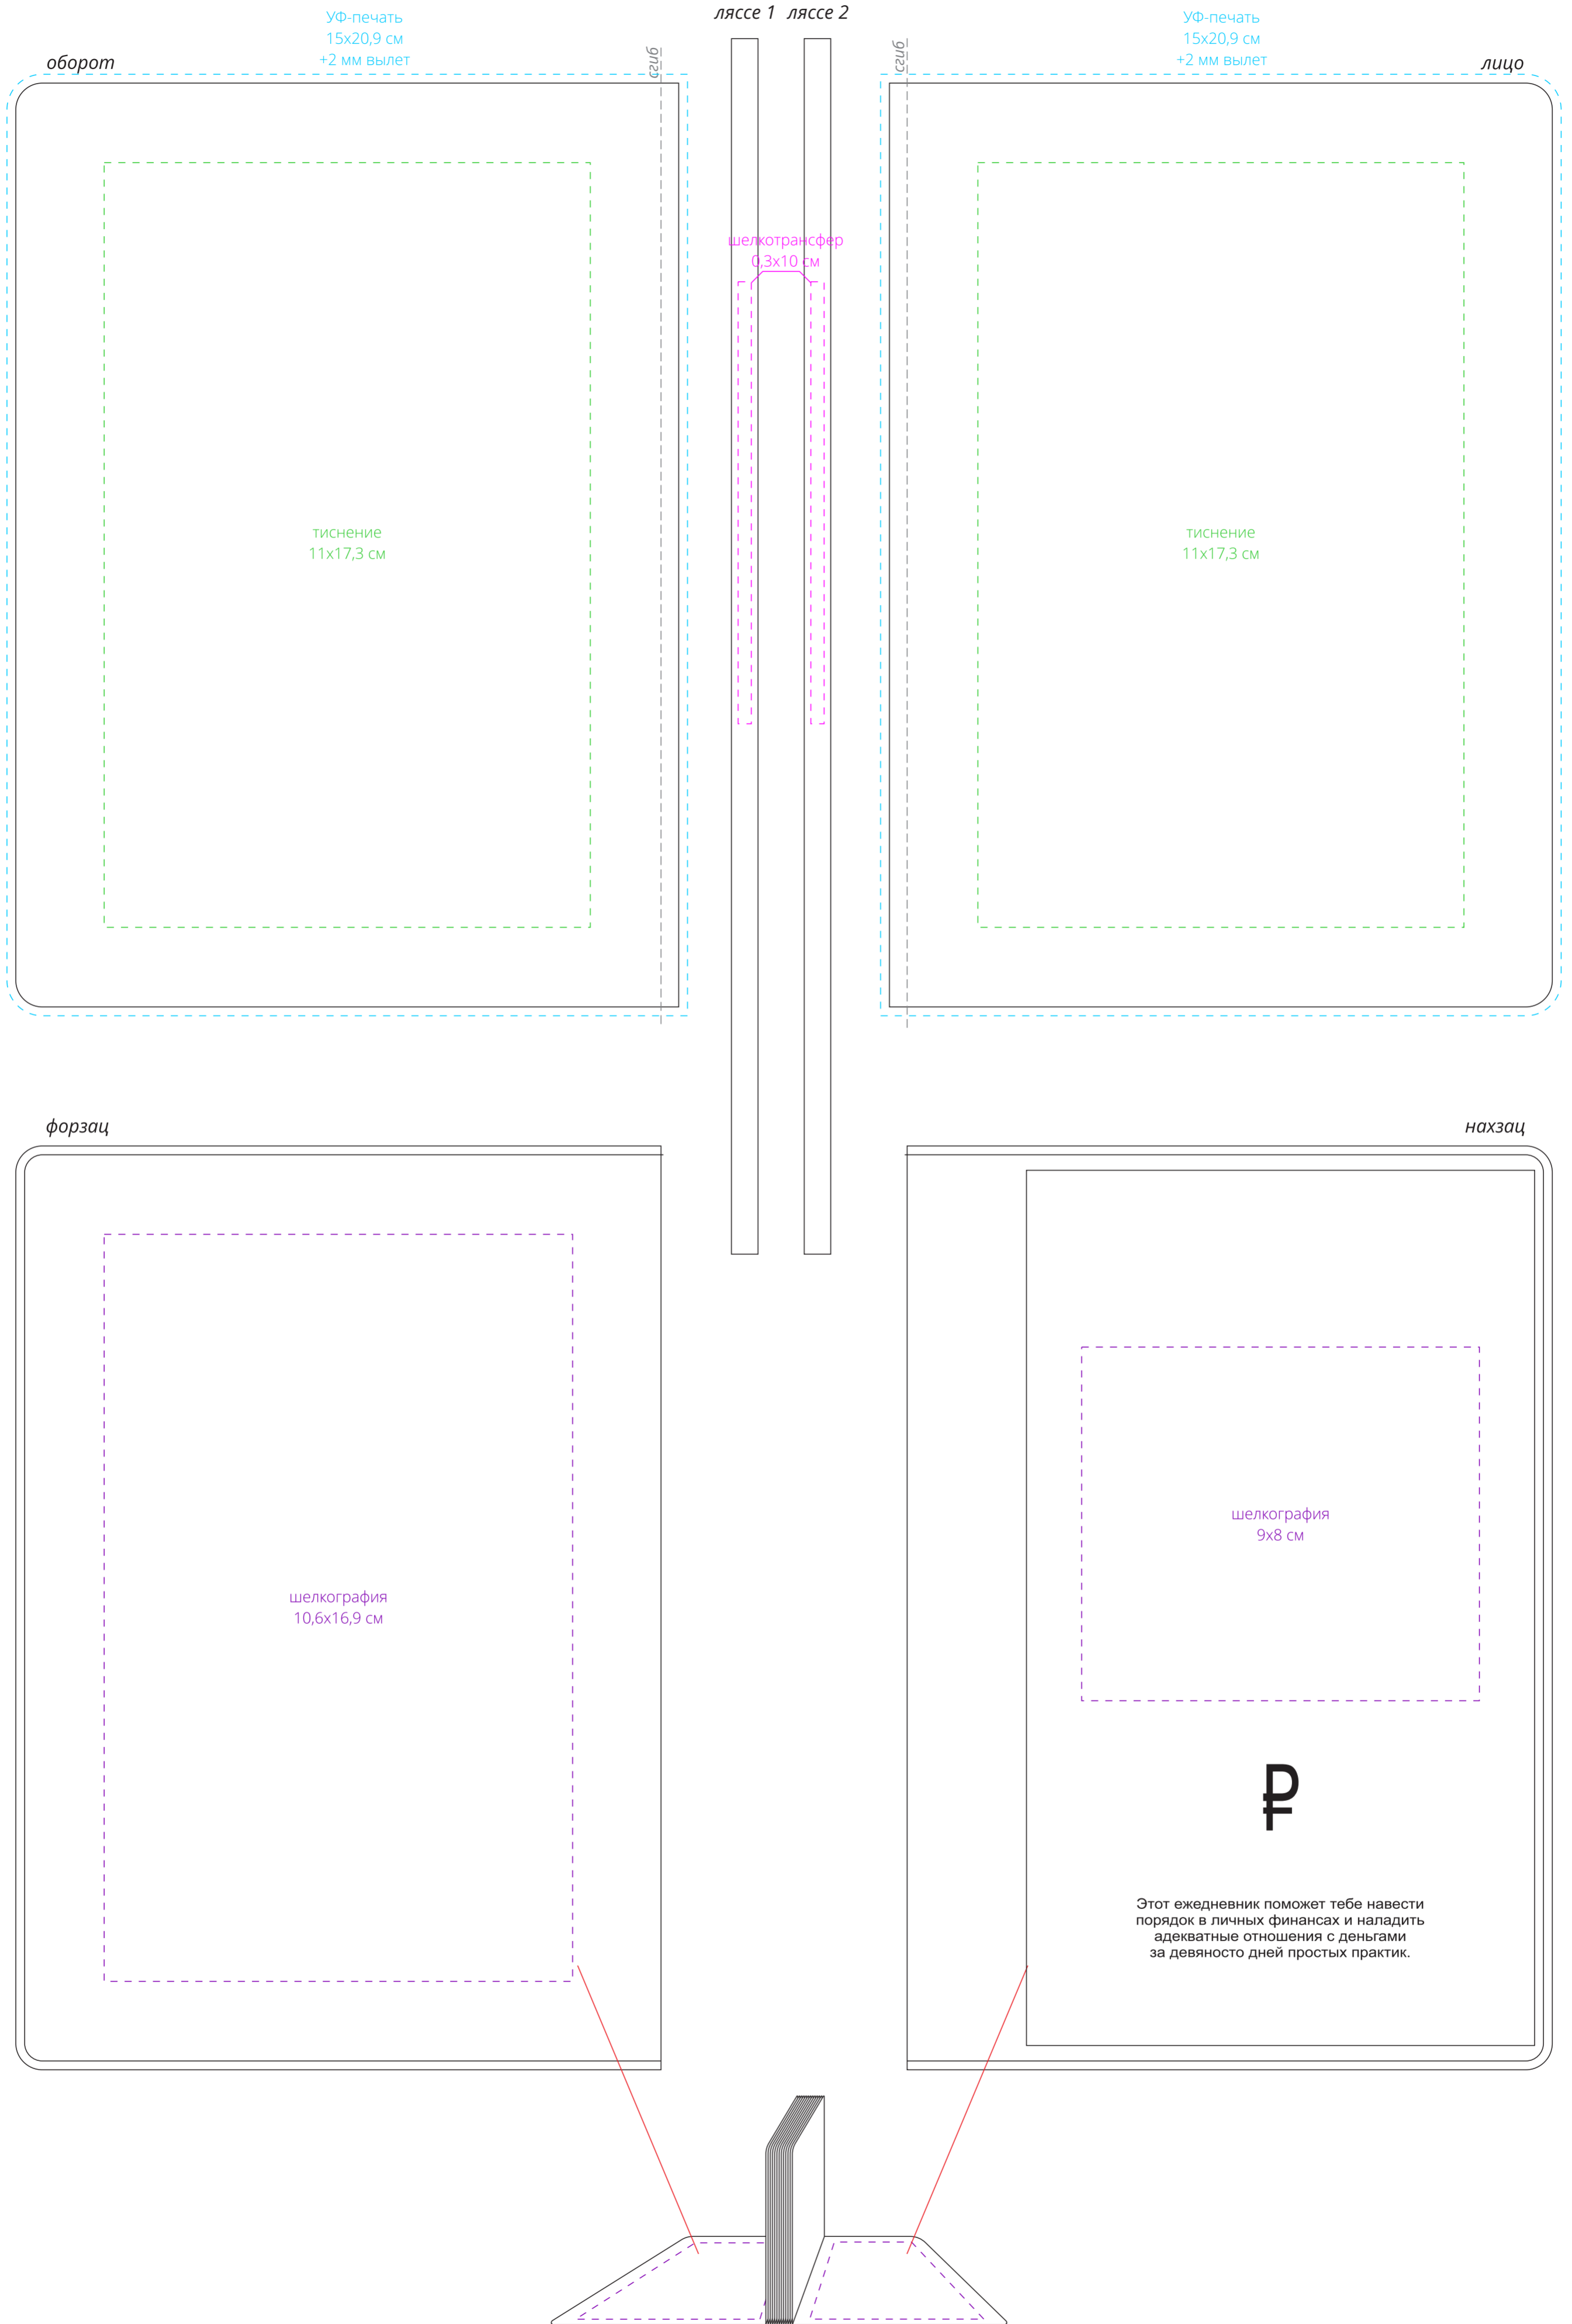 УФ-печать
15х20,9 см
+2 мм вылет
оборот
сгиб
ляссе 1
ляссе 2
УФ-печать
15х20,9 см
+2 мм вылет
сгиб
лицо
шелкотрансфер
0,3х10 см
тиснение
11х17,3 см
тиснение
11х17,3 см
форзац
нахзац
шелкография
10,6х16,9 см
шелкография
9х8 см
₽
Этот ежедневник поможет тебе навести
порядок в личных финансах и наладить
адекватные отношения с деньгами
за девяносто дней простых практик.